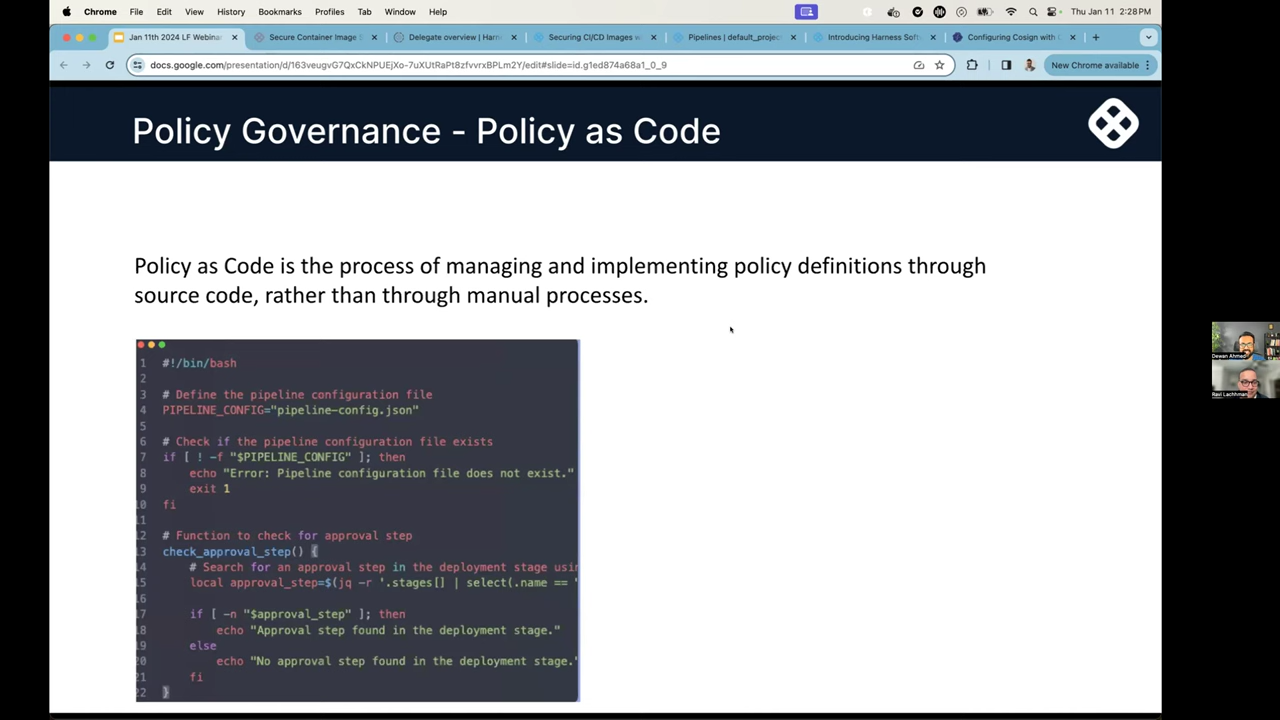 Chrome File Edit View History Bookmarks Profiles Tab Window Help Thu Jan 11 2:28 PM
Jan 11th 2024 LF Webinar Secure Container Image Delegate overview | Harn Securing CI/CD Images w Pipelines | default_projec Introducing Harness Soft Configuring Cosign with
docs.google.com/presentation/d/163veugvG7QxCkNPUEjXo-7uXUtRaPt8zfvvrxBPLm2Y/edit#slide=id.g1ed874a68a1_0_9 New Chrome available
Policy Governance - Policy as Code
Policy as Code is the process of managing and implementing policy definitions through
source code, rather than through manual processes.
1 #!/bin/bash
2
3 # Define the pipeline configuration file
4 PIPELINE_CONFIG="pipeline-config.json"
5
6 # Check if the pipeline configuration file exists
7 if [ ! -f "$PIPELINE_CONFIG" ]; then
8 echo "Error: Pipeline configuration file does not exist."
9 exit 1
10 fi
11
12 # Function to check for approval step
13 check_approval_step() {
14 # Search for an approval step in the deployment stage usin
15 local approval_step=$(jq -r '.stages[] | select(.name == "
16
17 if [ -n "$approval_step" ]; then
18 echo "Approval step found in the deployment stage."
19 else
20 echo "No approval step found in the deployment stage."
21 fi
22 }
Dewan Ahmed
Ravi Lachhman